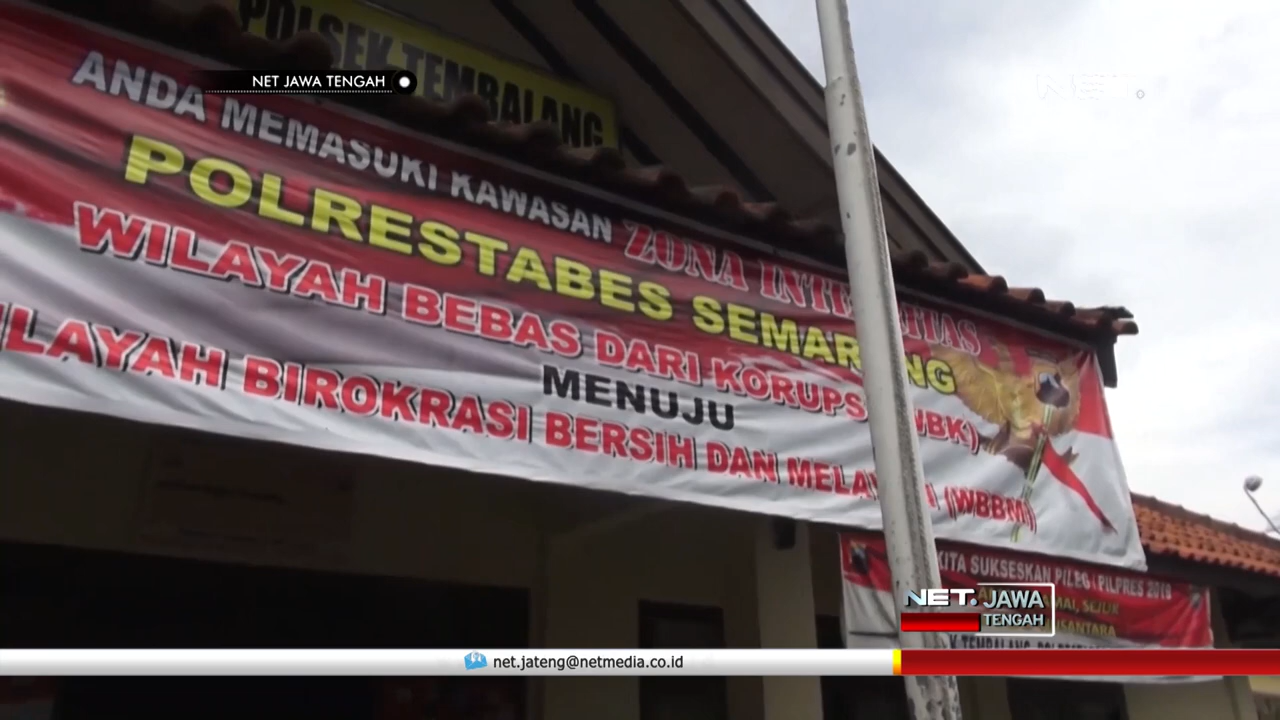 POLSEK TEMBALANG
NET JAWA TENGAH
NET.
ANDA MEMASUKI KAWASAN ZONA INTEGRITAS
POLRESTABES SEMARANG
WILAYAH BEBAS DARI KORUPSI (WBK)
MENUJU
WILAYAH BIROKRASI BERSIH DAN MELAYANI (WBBM)
KITA SUKSESKAN PILEG PILPRES 2019
NET. JAWA
TENGAH
net.jateng@netmedia.co.id